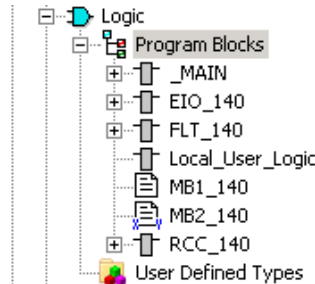 Logic
Program Blocks
_MAIN
EIO_140
FLT_140
Local_User_Logic
MB1_140
MB2_140
RCC_140
User Defined Types